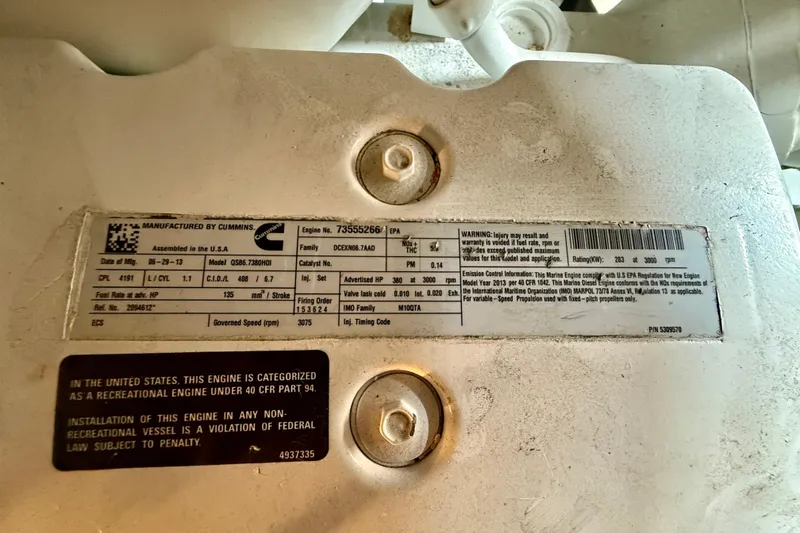 MANUFACTURED BY CUMMINS
Assembled in the U.S.A
Cummins
Engine No. 73555266
EPA
Date of Mfg. 06-29-13 Model QSB6.7380HOI
Family DCEXN06.7AAD
NOx + THC
CPL 4191 L / CYL 1.1 C.I.D./L 408 / 6.7 Inj. Set
Catalyst No.
PM 0.14
Advertised HP 380 at 3000 rpm
Fuel Rate at adv. HP 135 mm³ / Stroke
Firing Order
153624
Valve lash cold 0.010 Int. 0.020 Exh.
Ref. No. 2864612*
IMO Family M10QTA
ECS Governed Speed (rpm) 3075 Inj. Timing Code
WARNING: Injury may result and
warranty is voided if fuel rate, rpm or
altitudes exceed published maximum
values for this model and application.
Rating(KW): 283 at 3000 rpm
Emission Control Information: This Marine Engine complies with U.S EPA Regulation for New Engine
Model Year 2013 per 40 CFR 1042. This Marine Diesel Engine conforms with the NOx requirements of
the International Maritime Organization (IMO) MARPOL 73/78 Annex VI, Regulation 13 as applicable.
For variable - Speed Propulsion used with fixed - pitch propellers only.
P/N 5309570
IN THE UNITED STATES, THIS ENGINE IS CATEGORIZED
AS A RECREATIONAL ENGINE UNDER 40 CFR PART 94.
INSTALLATION OF THIS ENGINE IN ANY NON-
RECREATIONAL VESSEL IS A VIOLATION OF FEDERAL
LAW SUBJECT TO PENALTY.
4937335